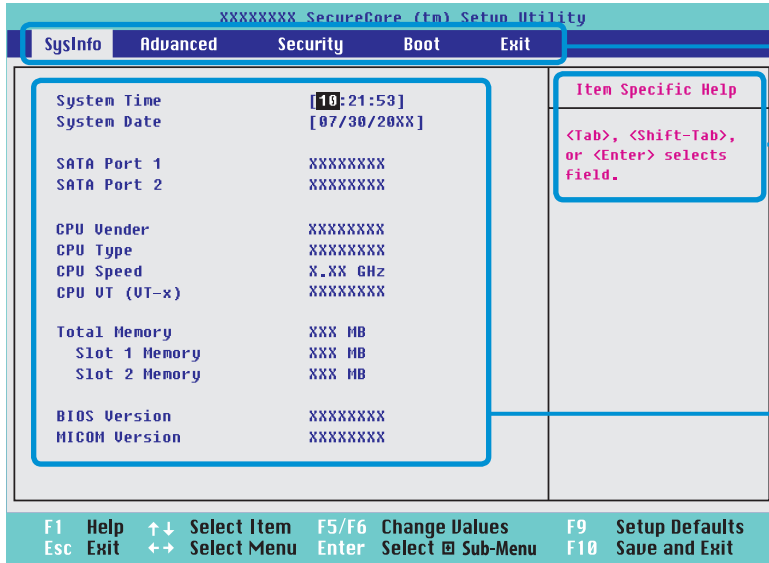 XXXXXXXX SecureCore (tm) Setup Utility
SysInfo Advanced Security Boot Exit
System Time [10:21:53]
System Date [07/30/20XX]
SATA Port 1 XXXXXXXX
SATA Port 2 XXXXXXXX
CPU Vender XXXXXXXX
CPU Type XXXXXXXX
CPU Speed X.XX GHz
CPU VT (VT-x) XXXXXXXX
Total Memory XXX MB
Slot 1 Memory XXX MB
Slot 2 Memory XXX MB
BIOS Version XXXXXXXX
MICOM Version XXXXXXXX
Item Specific Help
<Tab>, <Shift-Tab>,
or <Enter> selects
field.
F1 Help ↑↓ Select Item F5/F6 Change Values F9 Setup Defaults
Esc Exit ←→ Select Menu Enter Select ⊡ Sub-Menu F10 Save and Exit